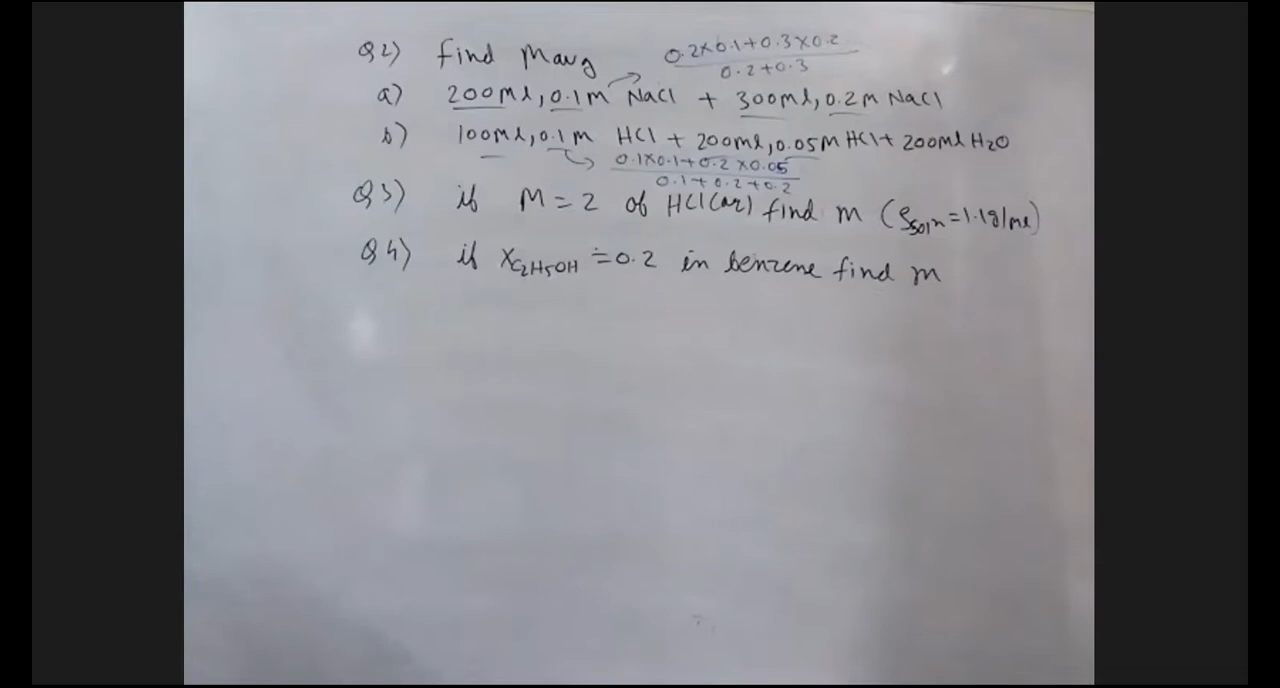 Q2) find Mavg 0.2×0.1+0.3×0.2
0.2+0.3
a) 200ml, 0.1m NaCl + 300ml, 0.2m NaCl
b) 100ml, 0.1m HCl + 200ml, 0.05M HCl + 200ml H2O
0.1×0.1+0.2×0.05
0.1+0.2+0.2
Q3) if M=2 of HCl(aq) find m (ρsoln=1.1g/ml)
Q4) if XC2H5OH=0.2 in benzene find m